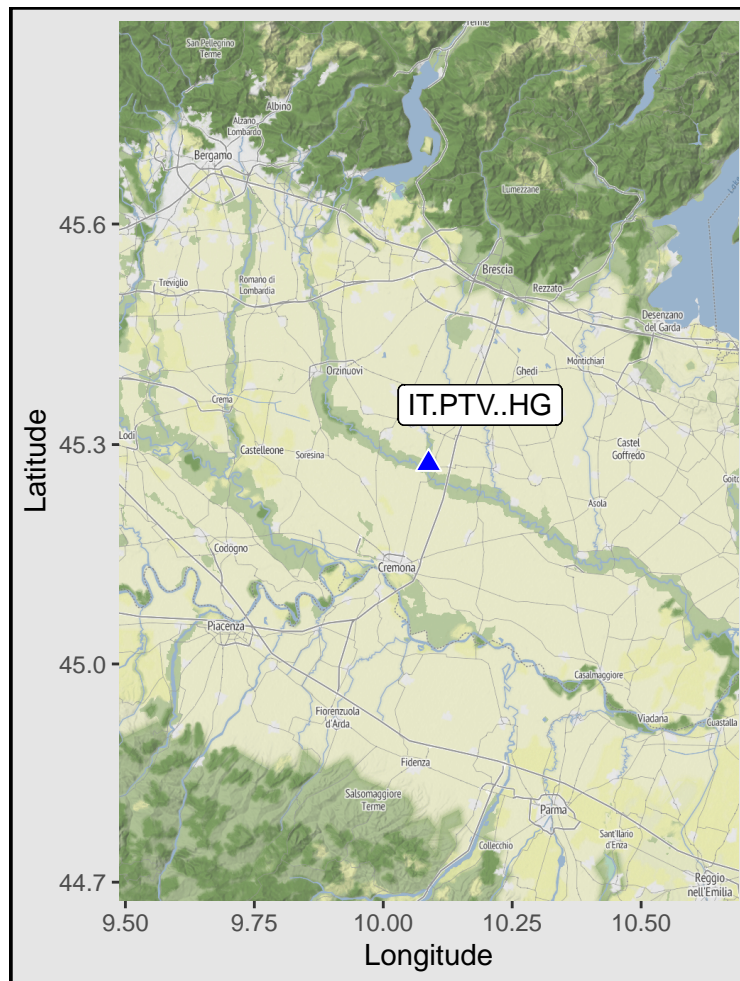 San Pellegrino
Terme
Terme
Albino
Alzano
Lombardo
Bergamo
Lumezzane
45.6
Brescia
Treviglio
Romano di
Lombardia
Rezzato
Desenzano
del Garda
Orzinuovi
Ghedi
Montichiari
Crema
IT.PTV..HG
Lodi
45.3
Castelleone
Soresina
Castel
Goffredo
Asola
Latitude
Codogno
Cremona
Piacenza
45.0
Casalmaggiore
Fiorenzuola
d'Arda
Viadana
Guastalla
Fidenza
Salsomaggiore
Terme
Parma
Collecchio
Sant'Ilario
d'Enza
Reggio
nell'Emilia
44.7
9.50
9.75
10.00
10.25
10.50
Longitude